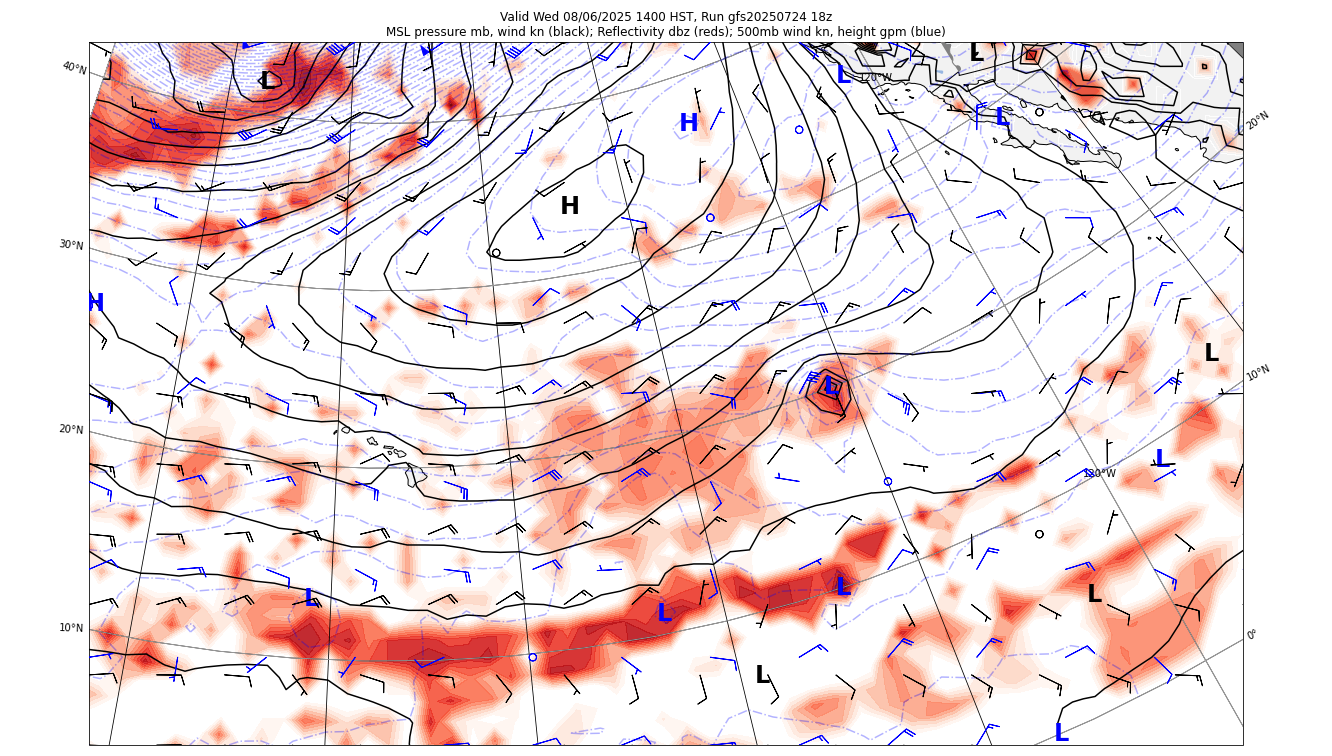 Valid Wed 08/06/2025 1400 HST, Run gfs20250724 18z
MSL pressure mb, wind kn (black); Reflectivity dbz (reds); 500mb wind kn, height gpm (blue)
L
40°N
L
L
120°W
H
L
20°N
H
30°N
H
L
10°N
L
20°N
L
120°W
L
L
L
L
10°N
0°
L
L